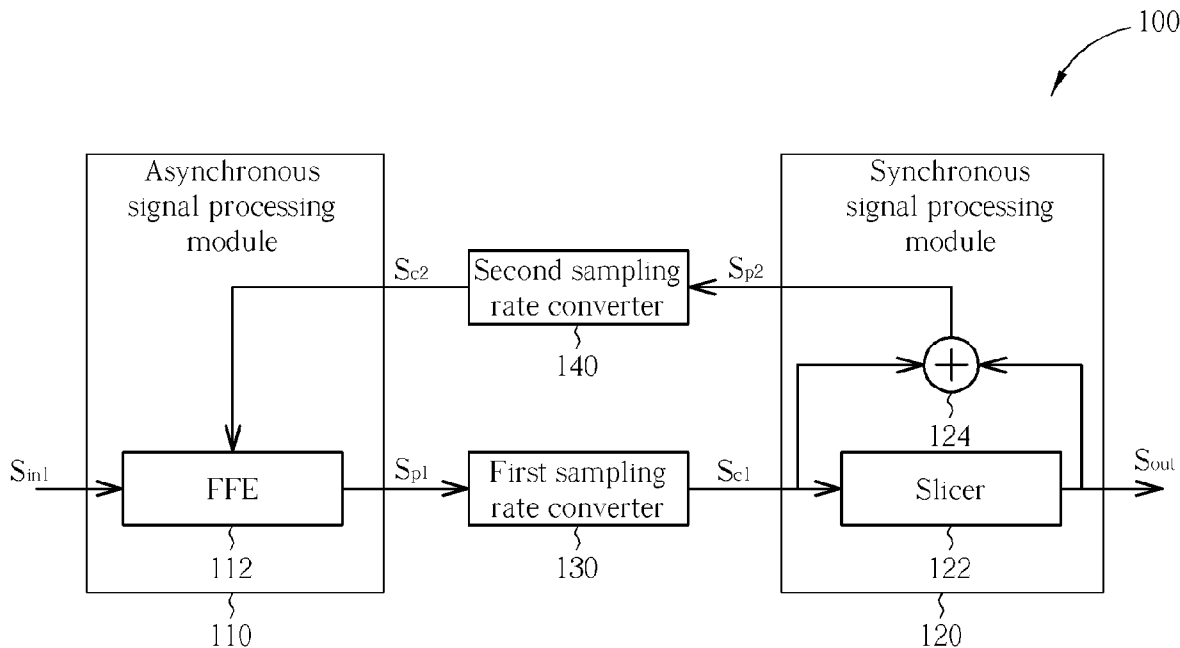 100
Asynchronous
signal processing
module
Synchronous
signal processing
module
Sc2
Second sampling
rate converter
Sp2
140
124
Sin1
FFE
Sp1
First sampling
rate converter
Sc1
Slicer
Sout
112
130
122
110
120